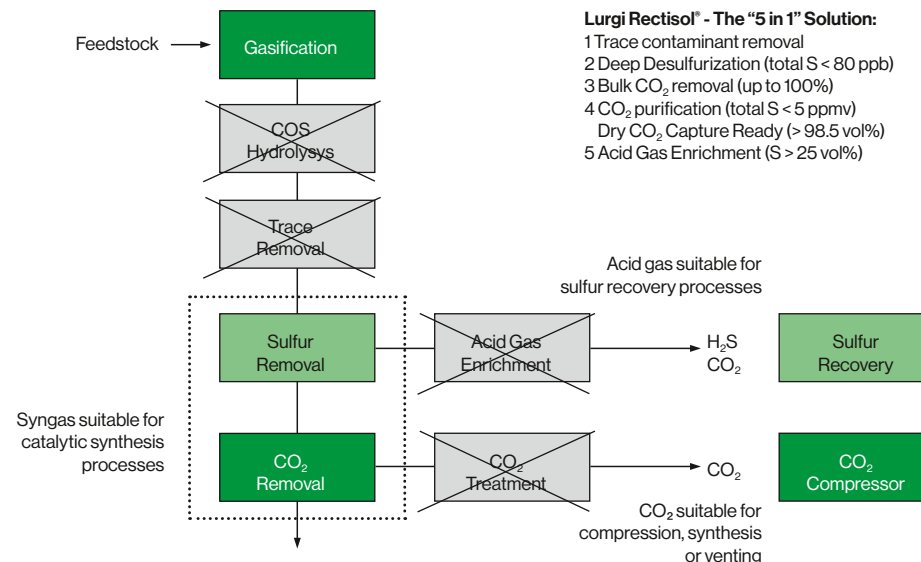 Feedstock
Gasification
Lurgi Rectisol® - The “5 in 1” Solution:
1 Trace contaminant removal
2 Deep Desulfurization (total S < 80 ppb)
3 Bulk CO₂ removal (up to 100%)
4 CO₂ purification (total S < 5 ppmv)
Dry CO₂ Capture Ready (> 98.5 vol%)
5 Acid Gas Enrichment (S > 25 vol%)
COS
Hydrolysys
Trace
Removal
Acid gas suitable for
sulfur recovery processes
Sulfur
Removal
Acid Gas
Enrichment
H₂S
CO₂
Sulfur
Recovery
Syngas suitable for
catalytic synthesis
processes
CO₂
Removal
CO₂
Treatment
CO₂
CO₂
Compressor
CO₂ suitable for
compression, synthesis
or venting